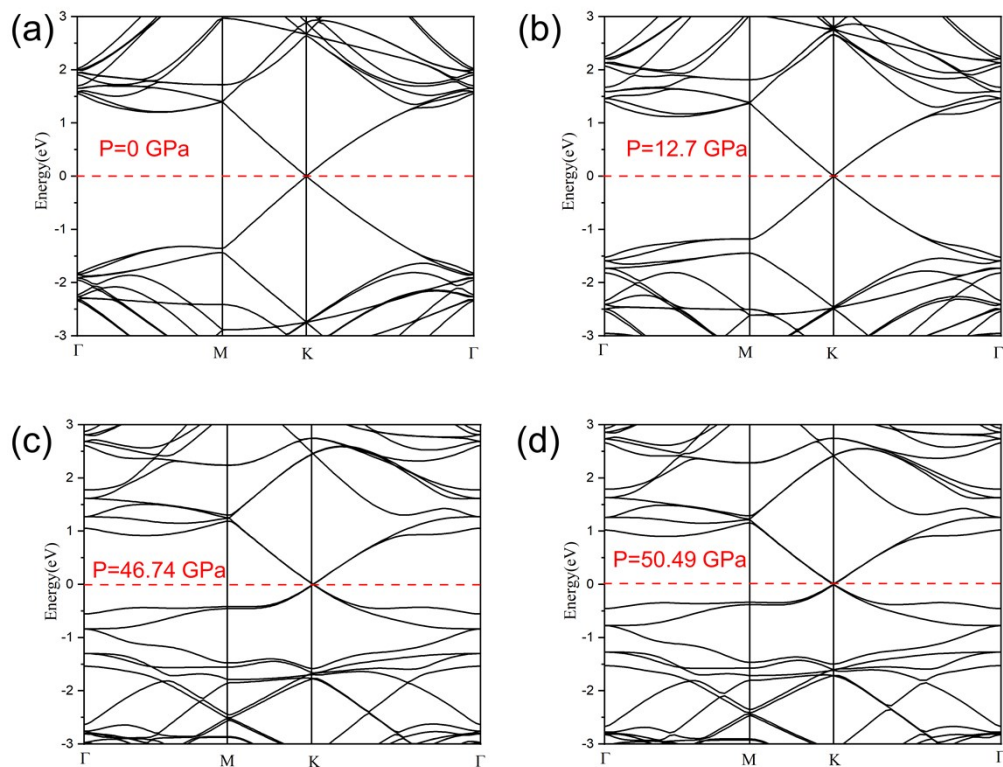 (a)
3
2
1
0
-1
-2
-3
Energy(eV)
P=0 GPa
Γ
M
K
Γ
(b)
3
2
1
0
-1
-2
-3
Energy(eV)
P=12.7 GPa
Γ
M
K
Γ
(c)
3
2
1
0
-1
-2
-3
Energy(eV)
P=46.74 GPa
Γ
M
K
Γ
(d)
3
2
1
0
-1
-2
-3
Energy(eV)
P=50.49 GPa
Γ
M
K
Γ